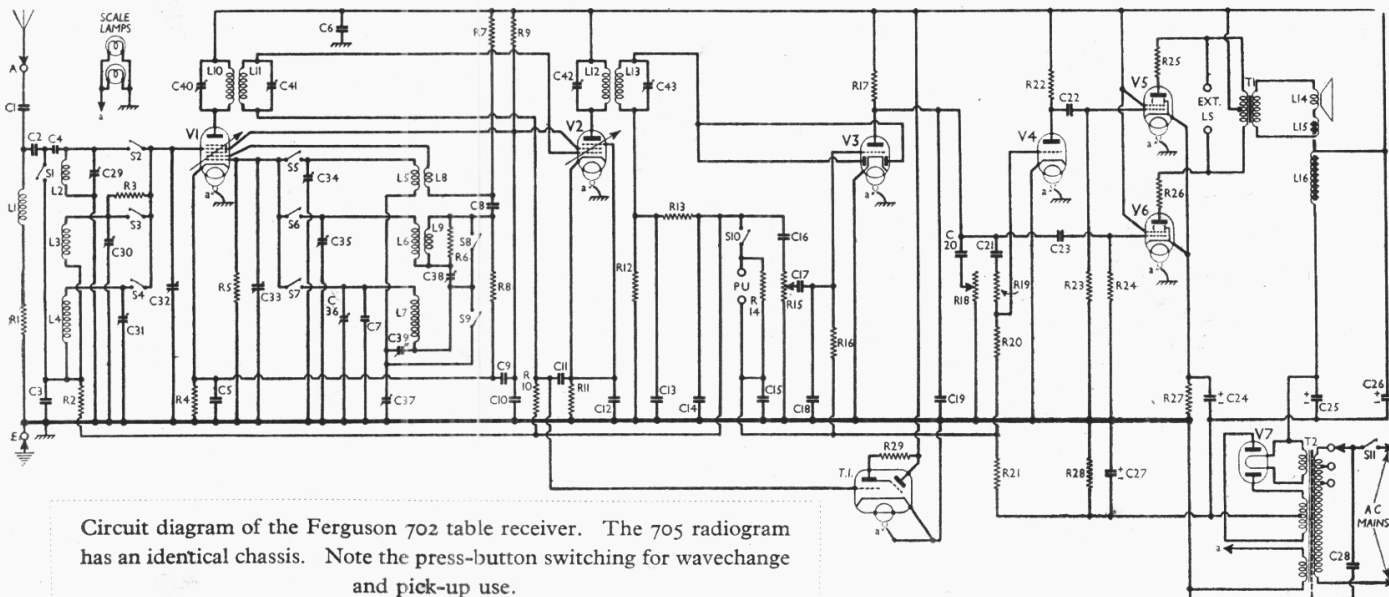 SCALE
LAMPS
A
C1
a
C2
C4
S1
L1
L2
C29
S2
R3
S3
L3
C30
S4
L4
C31
C32
R1
C3
R2
E
C40
L10
L11
C41
C6
V1
R5
C33
R4
C5
a
S5
C34
S6
C35
S7
C36
C7
L5
L8
L6
L9
R6
S8
C38
L7
C39
S9
C37
R7
R9
C8
R8
C9
C10
R10
C11
R11
C12
C42
L12
L13
C43
V2
a
R12
R13
C13
C14
S10
PU
R14
C15
C16
R15
C17
C18
R16
R17
V3
a
C19
C20
C21
R18
R19
R20
R21
T.I.
R29
a
R22
V4
a
C22
C23
R23
R24
R28
C27
V5
R25
a
V6
R26
a
R27
C24
EXT.
LS
T1
L14
L15
L16
C25
C26
V7
T2
S11
A C
MAINS
C28
a
Circuit diagram of the Ferguson 702 table receiver. The 705 radiogram
has an identical chassis. Note the press-button switching for wavechange
and pick-up use.